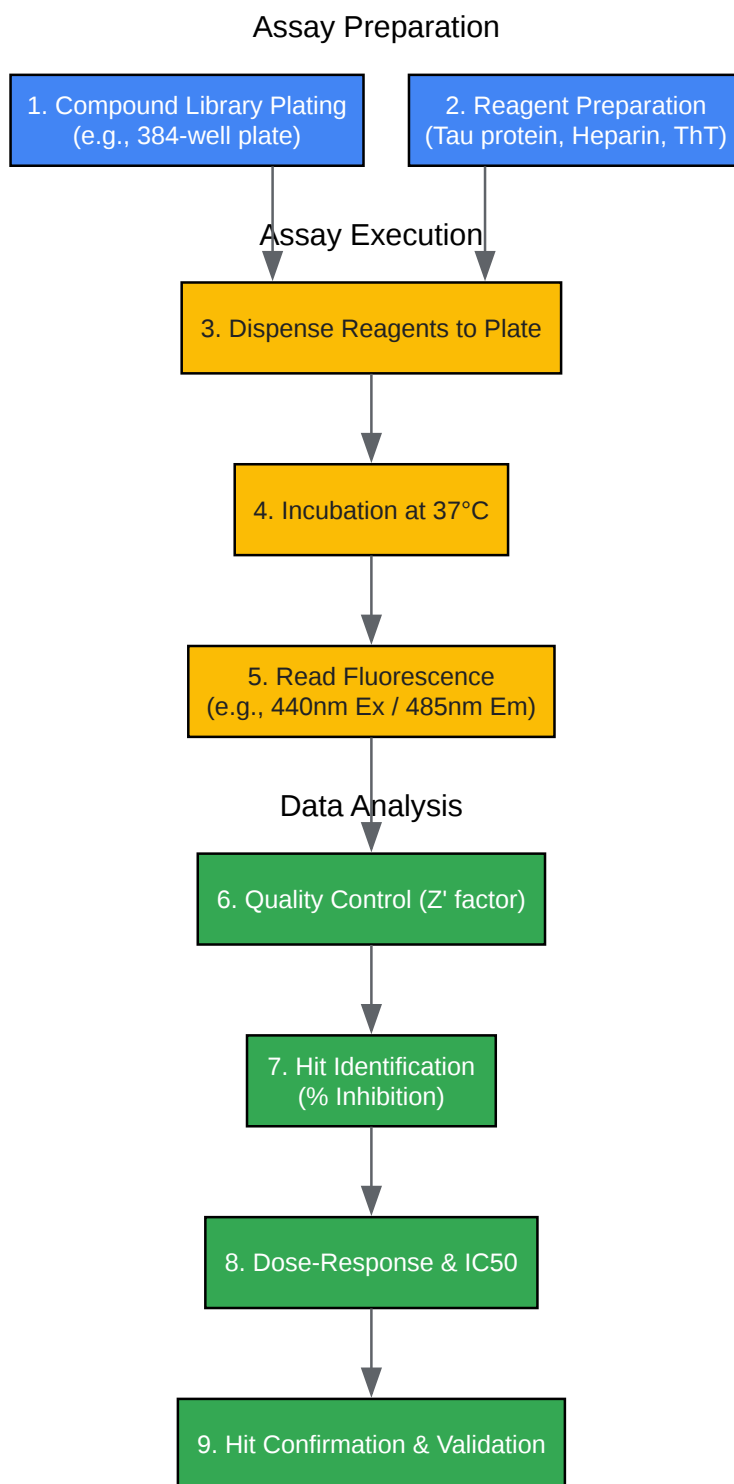 Assay Preparation
1. Compound Library Plating
(e.g., 384-well plate)
2. Reagent Preparation
(Tau protein, Heparin, ThT)
Assay Execution
3. Dispense Reagents to Plate
4. Incubation at 37°C
5. Read Fluorescence
(e.g., 440nm Ex / 485nm Em)
Data Analysis
6. Quality Control (Z' factor)
7. Hit Identification
(% Inhibition)
8. Dose-Response & IC50
9. Hit Confirmation & Validation